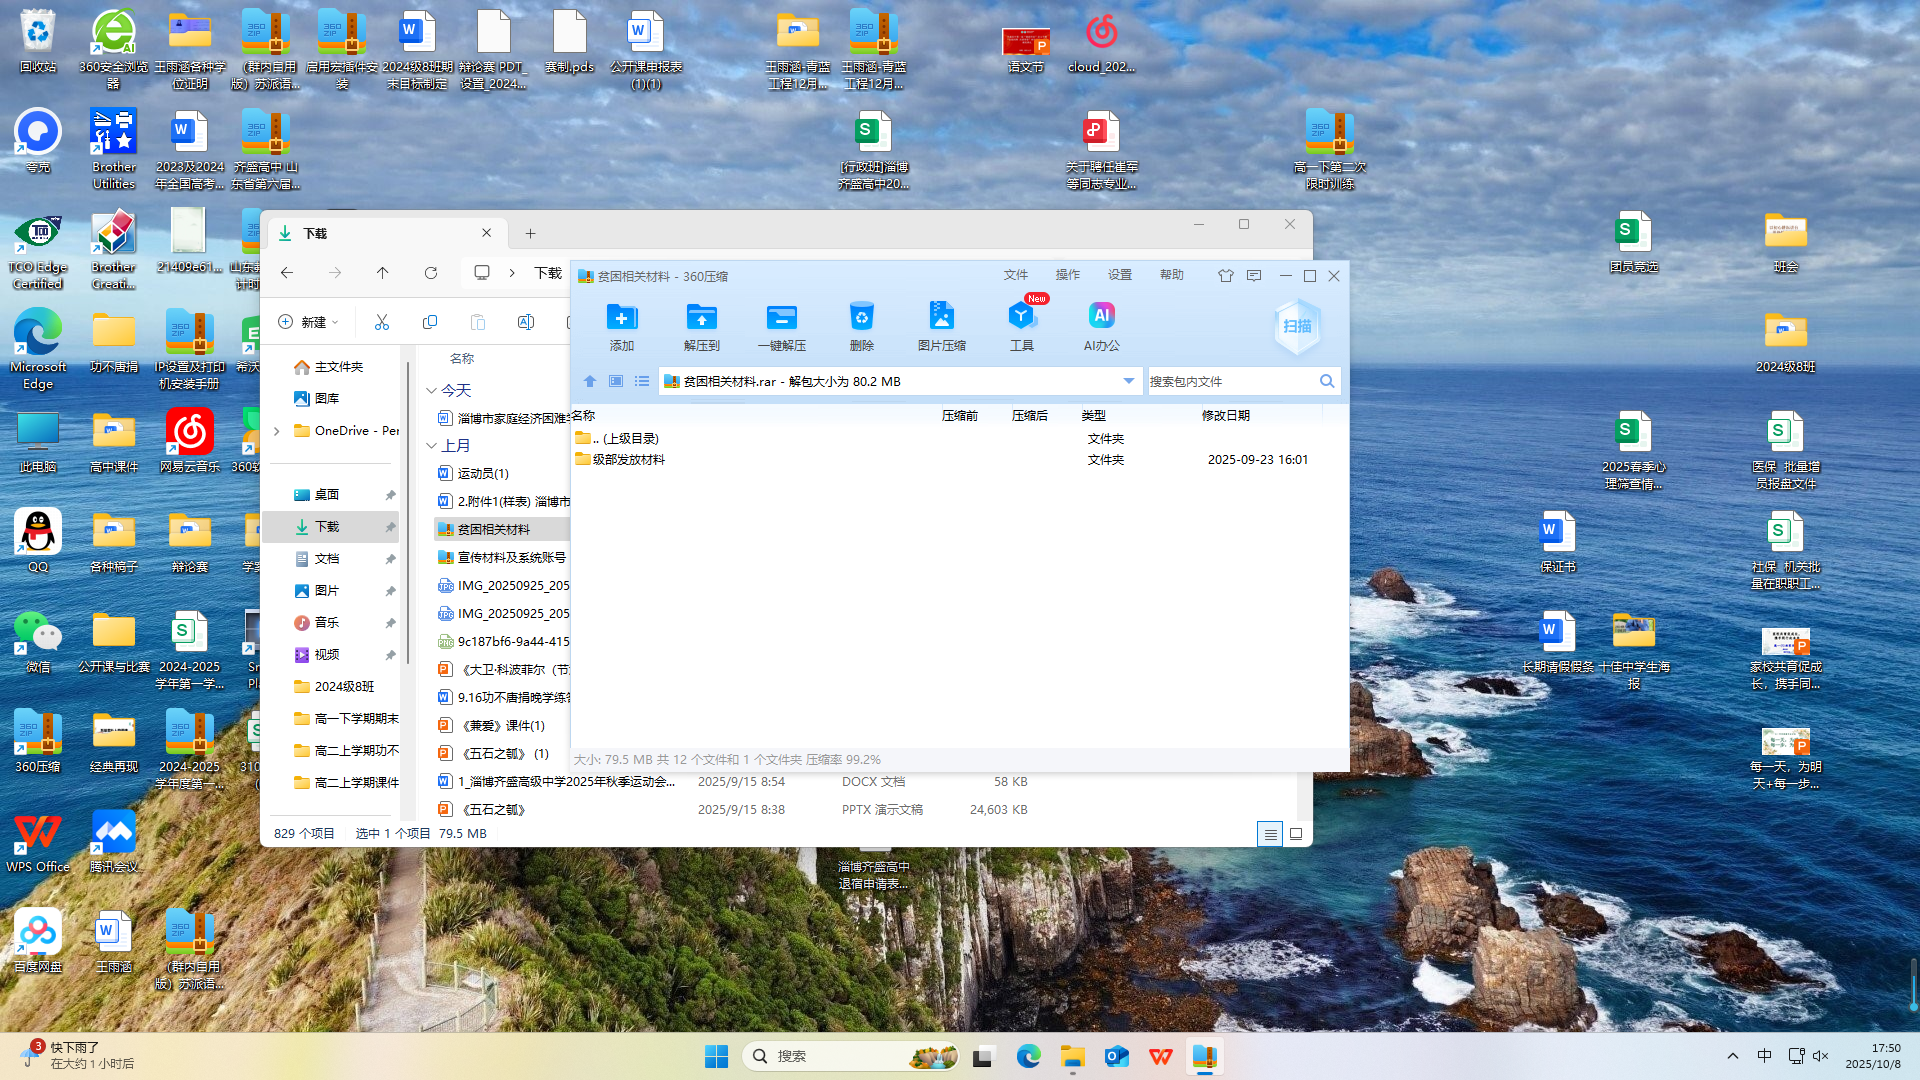 回收站
360安全浏览
器
王雨涵各种学
位证明
（群内自用
版）苏派语...
启用宏插件安
装
2024级8班期
末目标制定
辩论赛 PDT_
设置_2024...
赛制.pds
公开课申报表
(1)(1)
王雨涵-青蓝
工程12月...
王雨涵-青蓝
工程12月...
语文节
cloud_202...
夸克
Brother
Utilities
2023及2024
年全国高考...
齐盛高中 山
东省第六届...
[行政班]淄博
齐盛高中20...
关于聘任崔军
等同志专业...
高一下第二次
限时训练
TCO Edge
Certified
Brother
Creati...
21409e61...
团员竞选
班会
Microsoft
Edge
功不唐捐
IP设置及打印
机安装手册
2024级8班
此电脑
高中课件
网易云音乐
2025春季心
理筛查情...
医保_批量增
员报盘文件
QQ
各种稿子
辩论赛
保证书
社保_机关批
量在职职工...
微信
公开课与比赛
2024-2025
学年第一学...
长期请假假条
十佳中学生海
报
家校共育促成
长，携手同...
360压缩
经典再现
2024-2025
学年度第一...
每一天，为明
天+每一步...
WPS Office
腾讯会议
淄博齐盛高中
退宿申请表...
百度网盘
王雨涵
（群内自用
版）苏派语...
下载
下载
新建
主文件夹
图库
OneDrive - Per
桌面
下载
文档
图片
音乐
视频
2024级8班
高一下学期期末
高二上学期功不
高二上学期课件
名称
今天
淄博市家庭经济困难学
上月
运动员(1)
2.附件1(样表) 淄博市
贫困相关材料
宣传材料及系统账号
IMG_20250925_205
IMG_20250925_205
9c187bf6-9a44-415
《大卫·科波菲尔（节
9.16功不唐捐晚学练答
《兼爱》课件(1)
《五石之瓠》 (1)
1_淄博齐盛高级中学2025年秋季运动会... 2025/9/15 8:54 DOCX 文档 58 KB
《五石之瓠》 2025/9/15 8:38 PPTX 演示文稿 24,603 KB
829 个项目 选中 1 个项目 79.5 MB
贫困相关材料 - 360压缩
文件 操作 设置 帮助
添加 解压到 一键解压 删除 图片压缩 工具 New AI办公
扫描
贫困相关材料.rar - 解包大小为 80.2 MB
搜索包内文件
名称 压缩前 压缩后 类型 修改日期
.. (上级目录) 文件夹
级部发放材料 文件夹 2025-09-23 16:01
大小: 79.5 MB 共 12 个文件和 1 个文件夹 压缩率 99.2%
3
快下雨了
在大约 1 小时后
搜索
中
17:50
2025/10/8